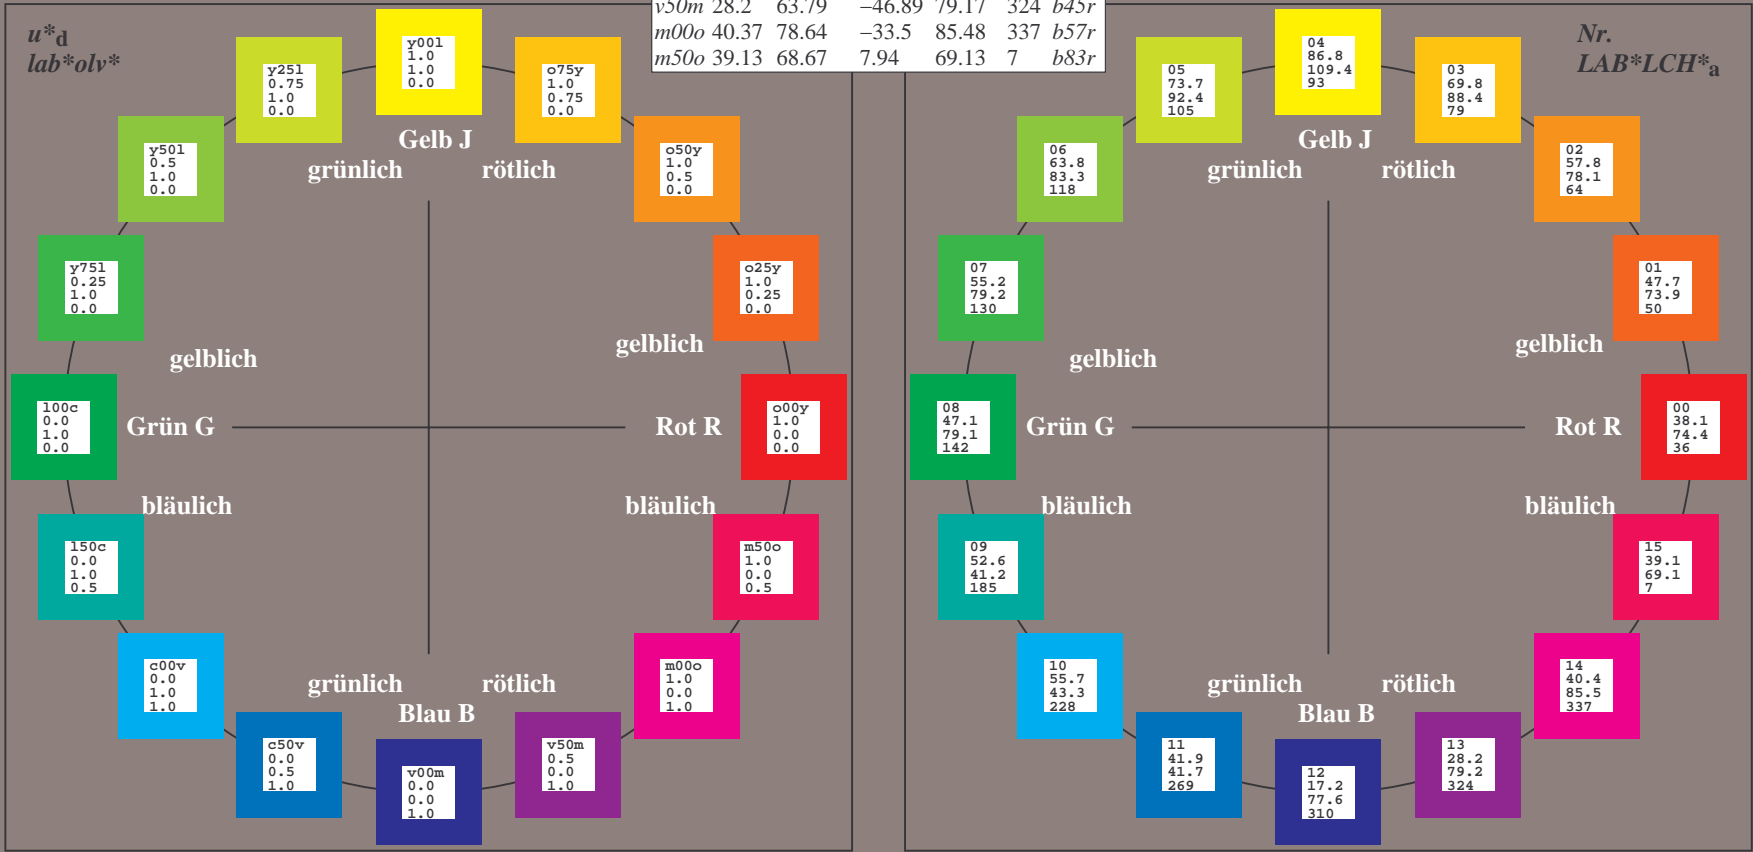 v50m 28.2 63.79 −46.89 79.17 324 b45r
m00o 40.37 78.64 −33.5 85.48 337 b57r
m50o 39.13 68.67 7.94 69.13 7 b83r
u*d
lab*olv*
y00l
1.0
1.0
0.0
y25l
0.75
1.0
0.0
o75y
1.0
0.75
0.0
Gelb J
grünlich rötlich
y50l
0.5
1.0
0.0
o50y
1.0
0.5
0.0
y75l
0.25
1.0
0.0
o25y
1.0
0.25
0.0
gelblich
gelblich
l00c
0.0
1.0
0.0
Grün G
Rot R
o00y
1.0
0.0
0.0
bläulich
bläulich
l50c
0.0
1.0
0.5
m50o
1.0
0.0
0.5
c00v
0.0
1.0
1.0
m00o
1.0
0.0
1.0
grünlich rötlich
Blau B
c50v
0.0
0.5
1.0
v00m
0.0
0.0
1.0
v50m
0.5
0.0
1.0
Nr.
LAB*LCH*a
04
86.8
109.4
93
05
73.7
92.4
105
03
69.8
88.4
79
Gelb J
grünlich rötlich
06
63.8
83.3
118
02
57.8
78.1
64
07
55.2
79.2
130
01
47.7
73.9
50
gelblich
gelblich
08
47.1
79.1
142
Grün G
Rot R
00
38.1
74.4
36
bläulich
bläulich
09
52.6
41.2
185
15
39.1
69.1
7
10
55.7
43.3
228
14
40.4
85.5
337
grünlich rötlich
Blau B
11
41.9
41.7
269
12
17.2
77.6
310
13
28.2
79.2
324